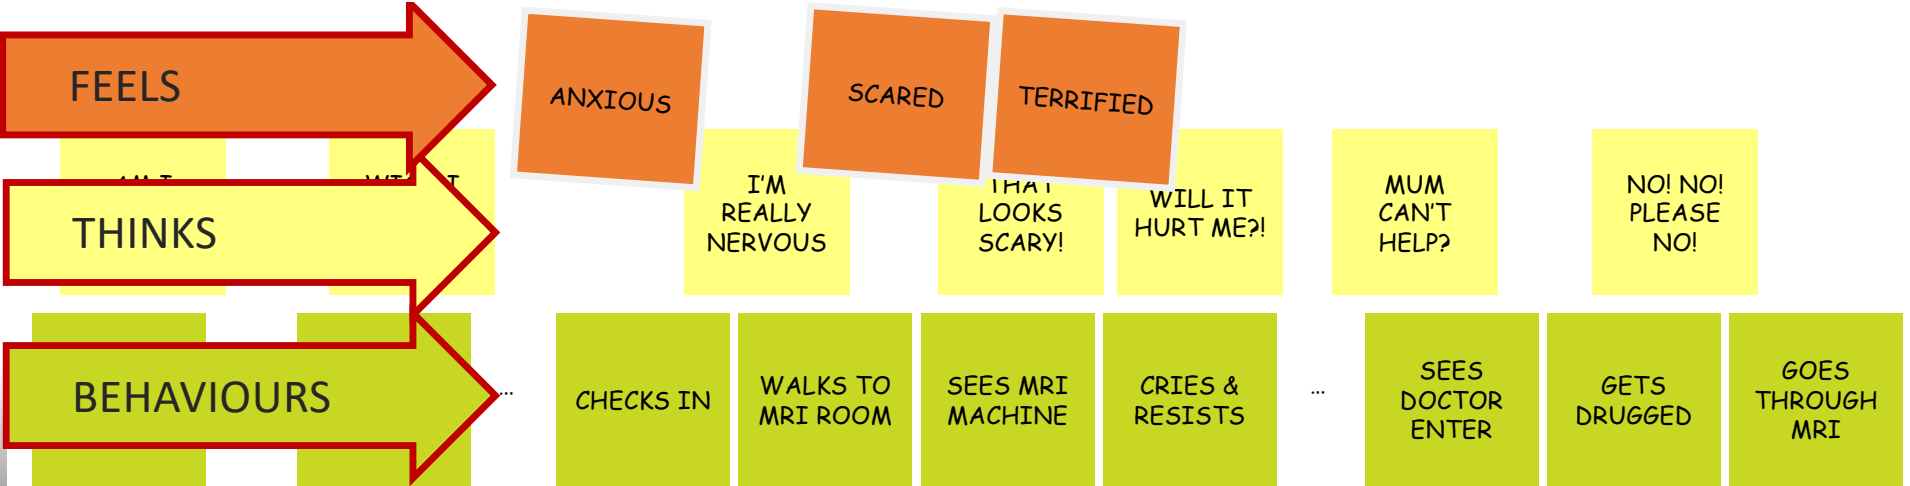 FEELS
ANXIOUS
SCARED
TERRIFIED
THINKS
I'M
REALLY
NERVOUS
THAT
LOOKS
SCARY!
WILL IT
HURT ME?!
MUM
CAN'T
HELP?
NO! NO!
PLEASE
NO!
BEHAVIOURS
...
CHECKS IN
WALKS TO
MRI ROOM
SEES MRI
MACHINE
CRIES &
RESISTS
...
SEES
DOCTOR
ENTER
GETS
DRUGGED
GOES
THROUGH
MRI